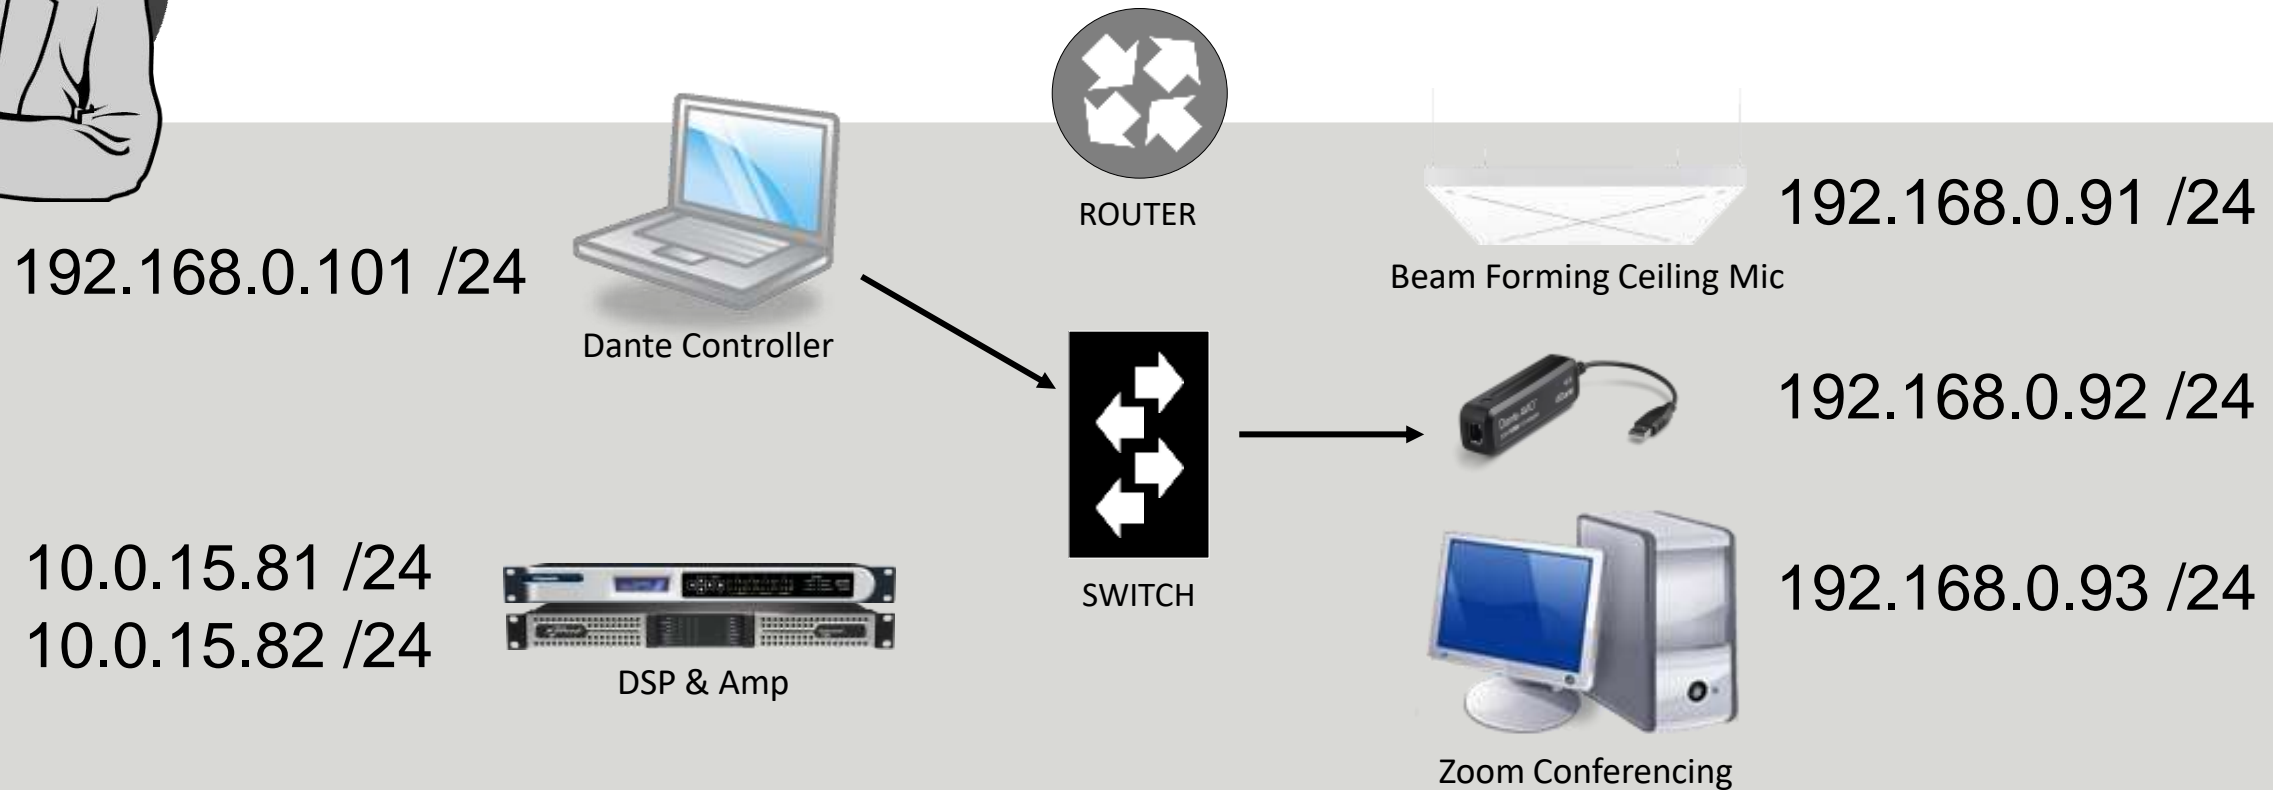 ROUTER
192.168.0.91 /24
192.168.0.101 /24
Beam Forming Ceiling Mic
Dante Controller
192.168.0.92 /24
Dante AVIO
10.0.15.81 /24
10.0.15.82 /24
SWITCH
192.168.0.93 /24
DSP & Amp
Zoom Conferencing